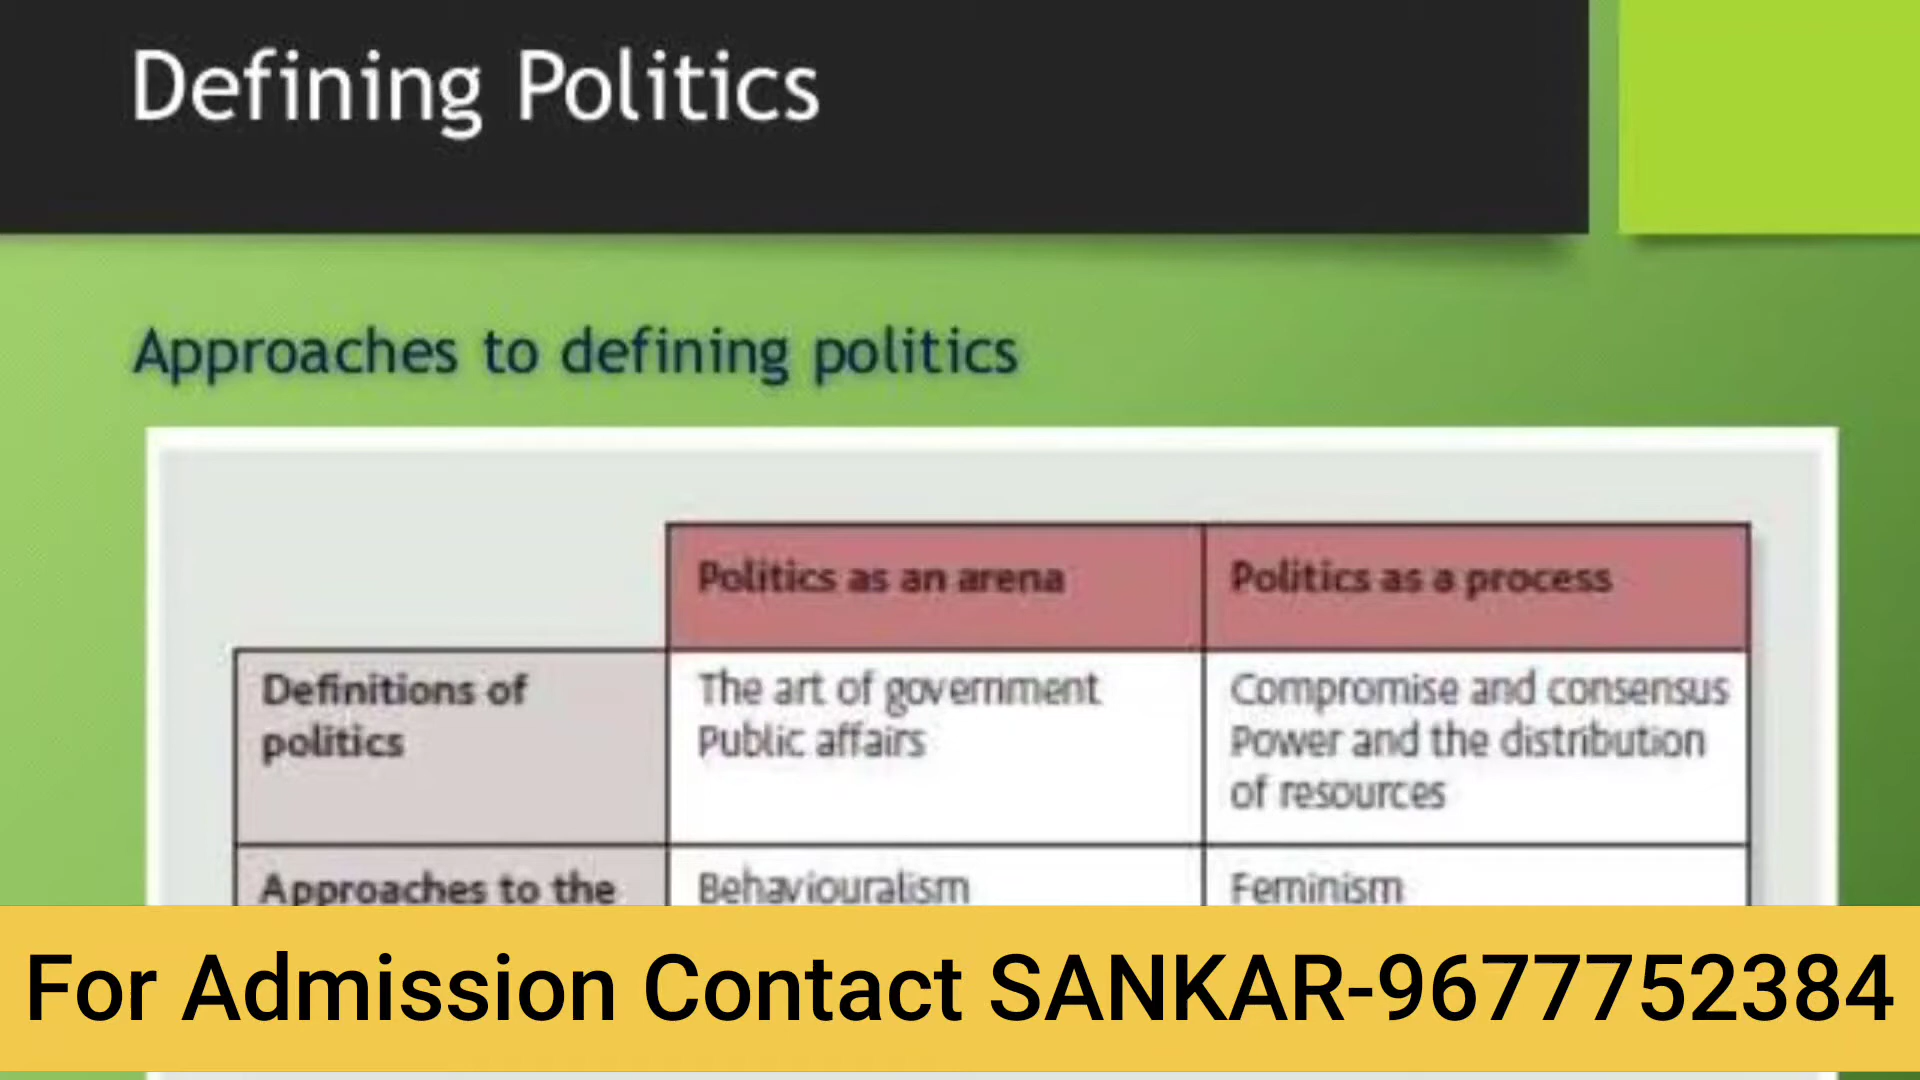 Defining Politics
Approaches to defining politics
Politics as an arena
Politics as a process
Definitions of
politics
The art of government
Public affairs
Compromise and consensus
Power and the distribution
of resources
Approaches to the
Behaviouralism
Feminism
For Admission Contact SANKAR-9677752384